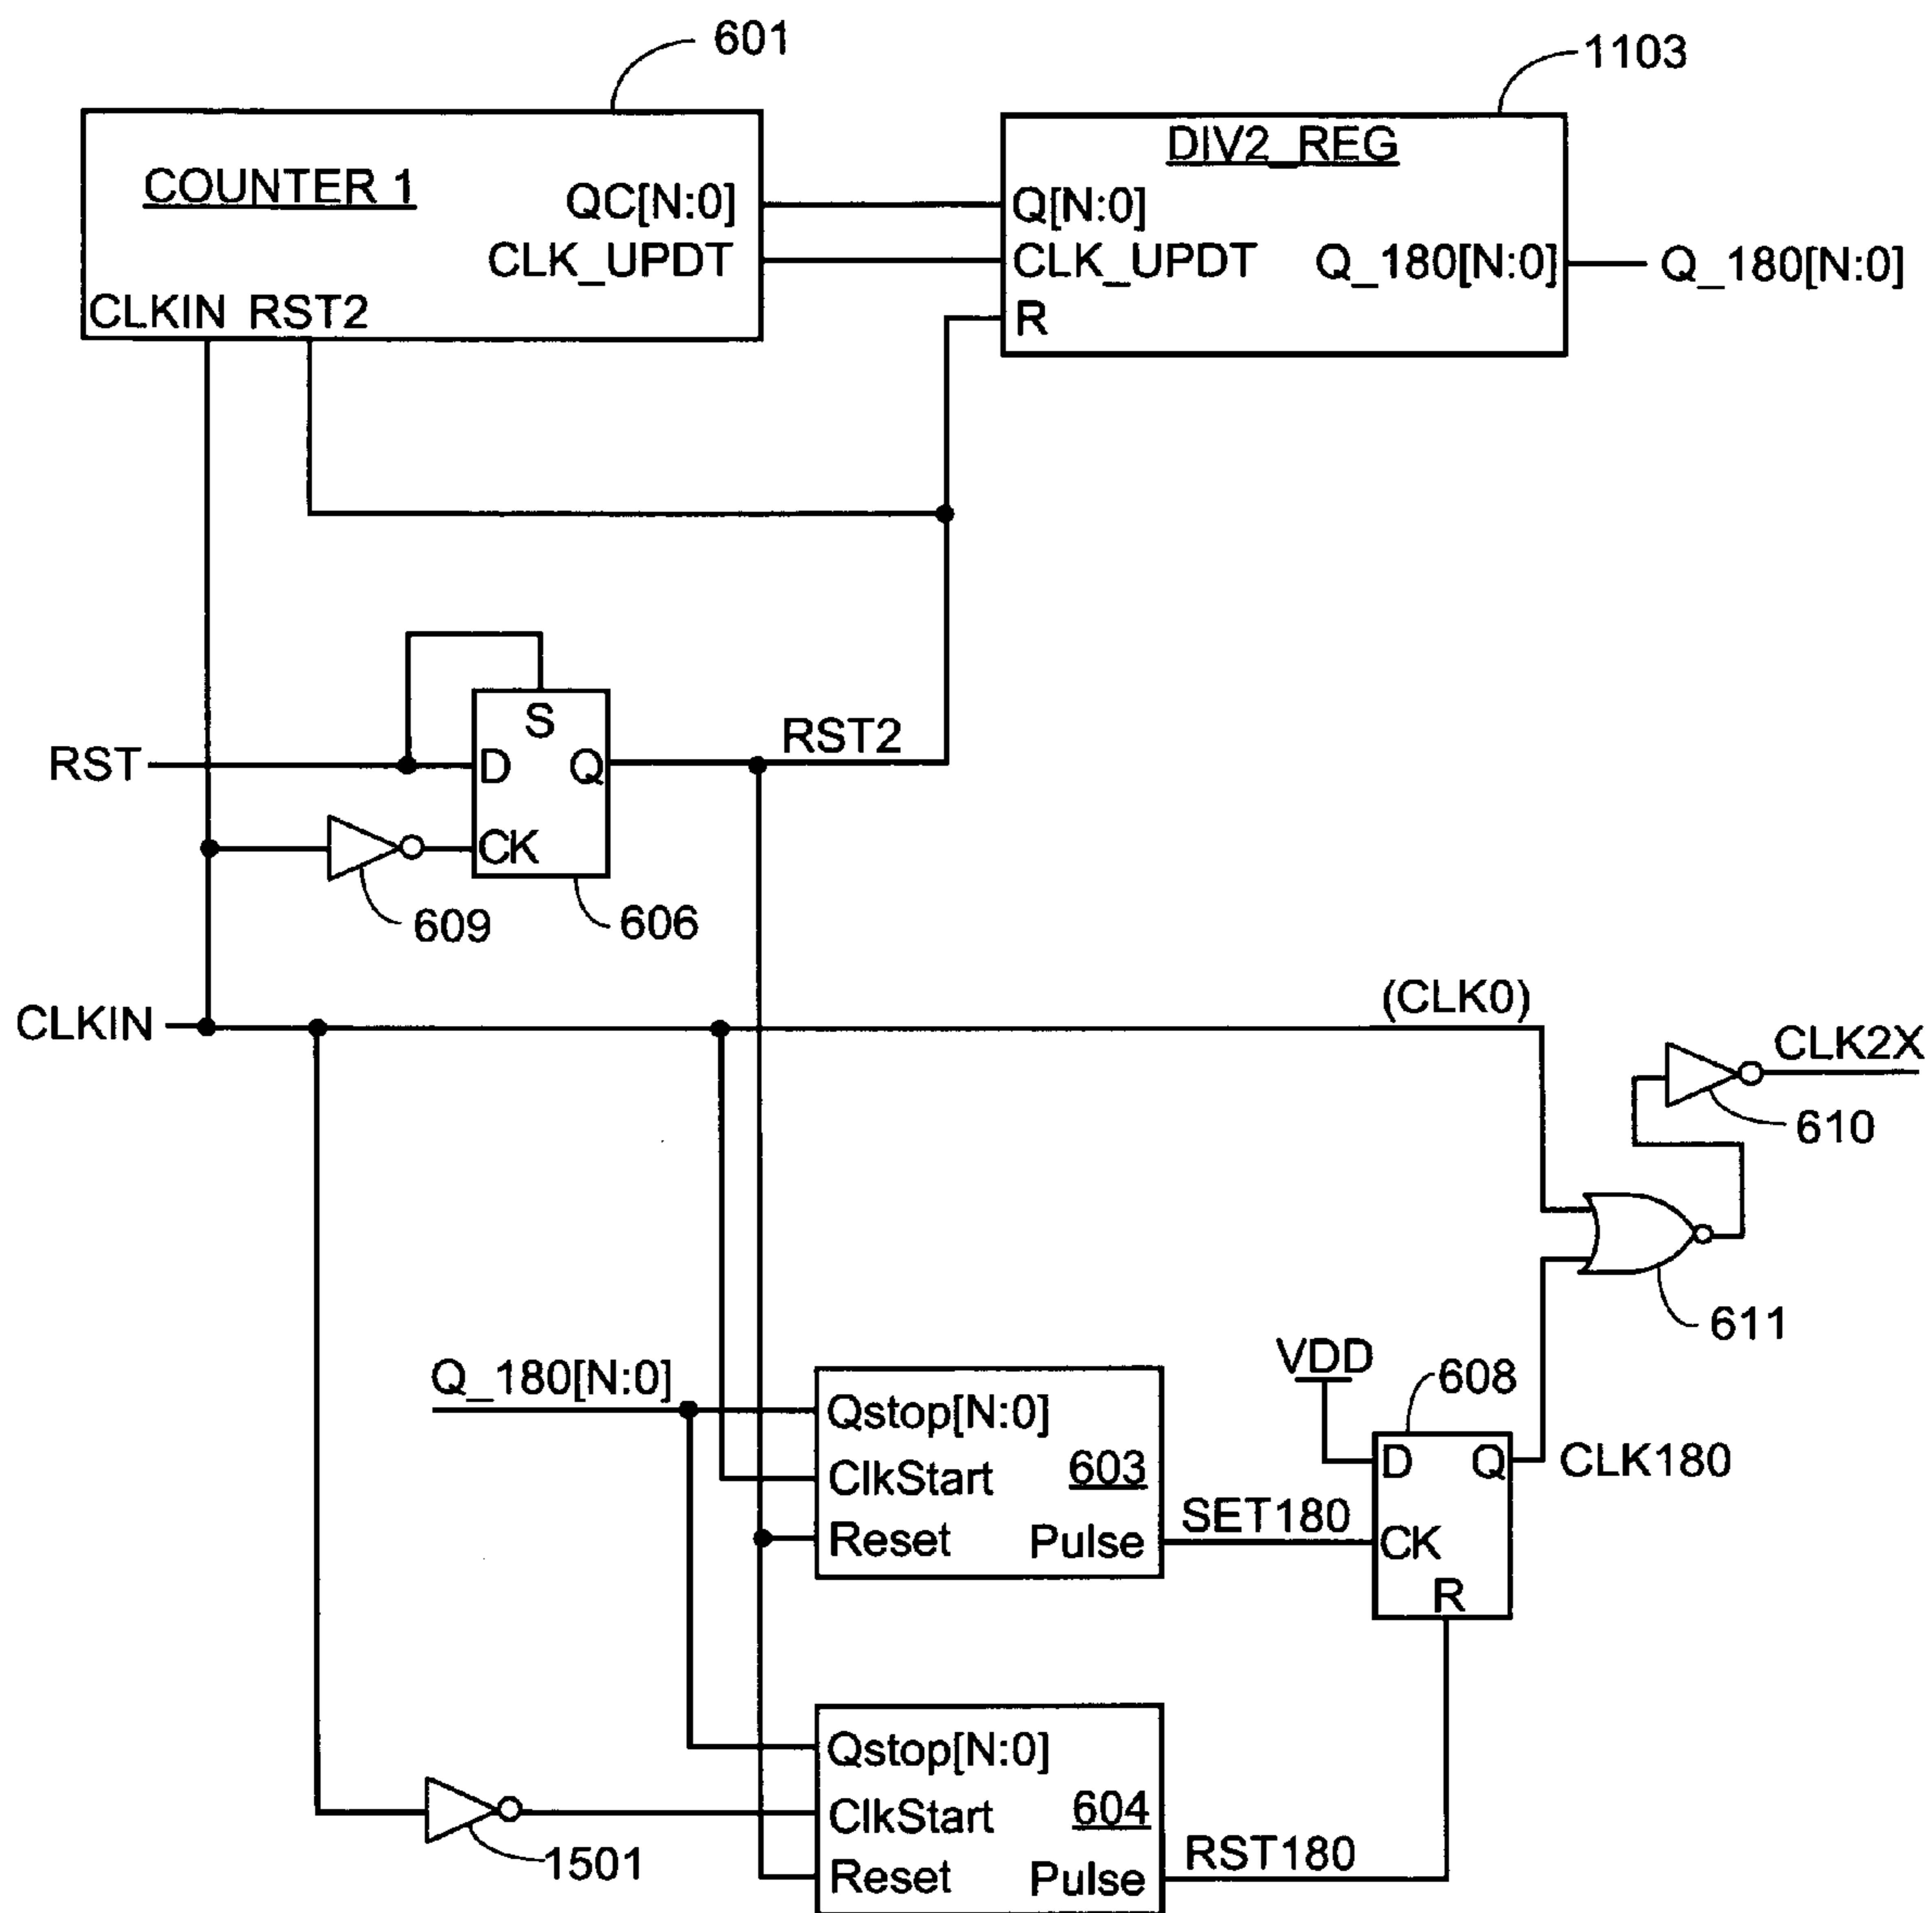 601
1103
COUNTER 1
QC[N:0]
CLK_UPDT
CLKIN RST2
DIV2_REG
Q[N:0]
CLK_UPDT
Q_180[N:0]
R
Q_180[N:0]
RST
S
D
Q
CK
RST2
609
606
CLKIN
(CLK0)
CLK2X
610
611
Q_180[N:0]
Qstop[N:0]
ClkStart
603
Reset
Pulse
SET180
VDD
608
D
Q
CK
R
CLK180
Qstop[N:0]
ClkStart
604
Reset
Pulse
RST180
1501